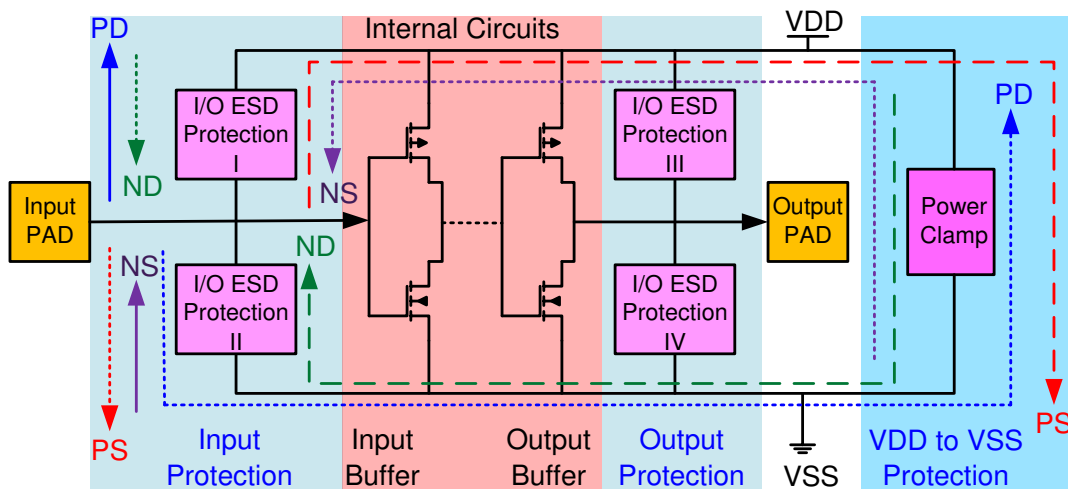 PD
Internal Circuits
VDD
I/O ESD
Protection
I
I/O ESD
Protection
III
PD
ND
NS
PS
Input
PAD
Output
PAD
Power
Clamp
NS
ND
I/O ESD
Protection
II
I/O ESD
Protection
IV
PS
Input
Protection
Input
Buffer
Output
Buffer
Output
Protection
VSS
VDD to VSS
Protection